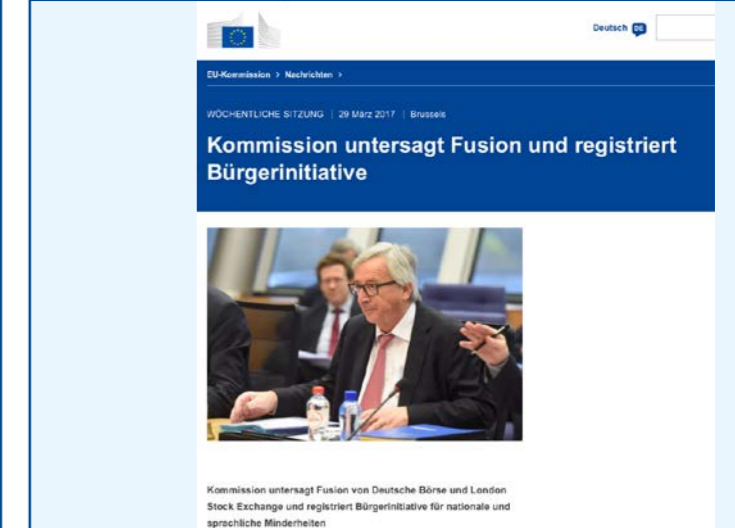 Deutsch DE
EU-Kommission > Nachrichten >
WÖCHENTLICHE SITZUNG | 29 März 2017 | Brussels
Kommission untersagt Fusion und registriert
Bürgerinitiative
Kommission untersagt Fusion von Deutsche Börse und London
Stock Exchange und registriert Bürgerinitiative für nationale und
sprachliche Minderheiten